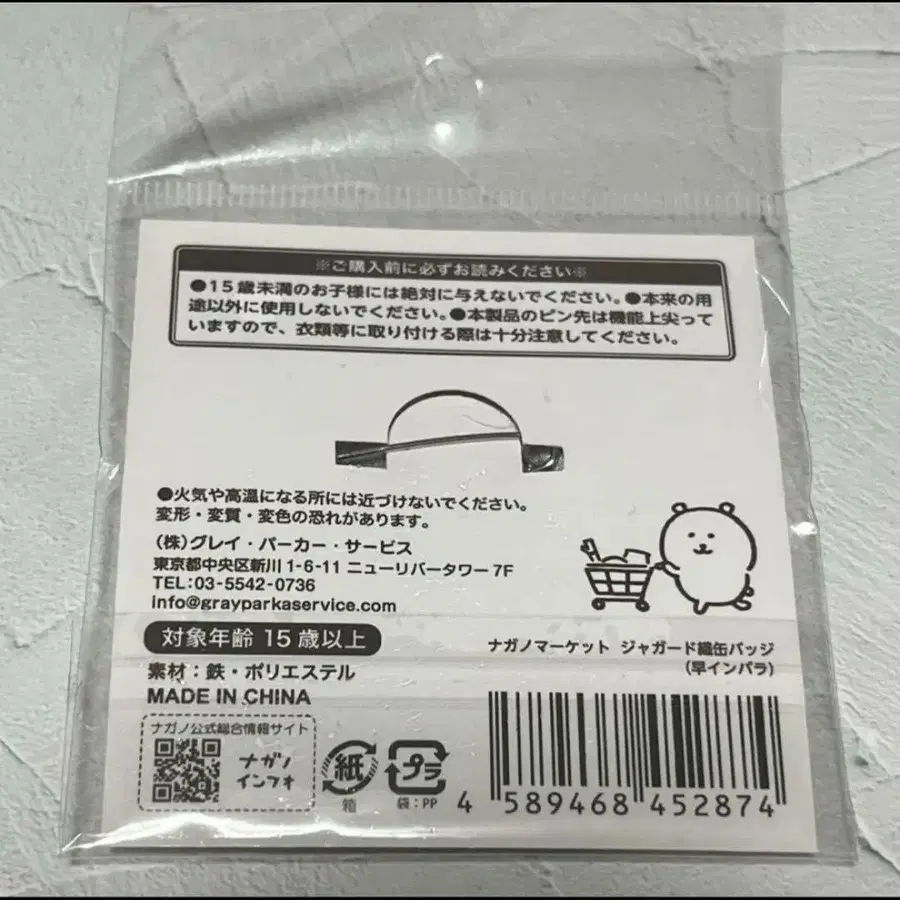 ※ご購入前に必ずお読みください※
●15歳未満のお子様には絶対に与えないでください。●本来の用
途以外に使用しないでください。●本製品のピン先は機能上尖って
いますので、衣類等に取り付ける際は十分注意してください。
●火気や高温になる所には近づけないでください。
変形・変質・変色の恐れがあります。
(株)グレイ・パーカー・サービス
東京都中央区新川1-6-11 ニューリバータワー7F
TEL:03-5542-0736
info@grayparkaservice.com
対象年齢 15歳以上
素材:鉄・ポリエステル
MADE IN CHINA
ナガノマーケット ジャガード織缶バッジ
(早インパラ)
ナガノ公式総合情報サイト
ナガノ
インフオ
紙
箱
プラ
袋:PP
4 589468 452874